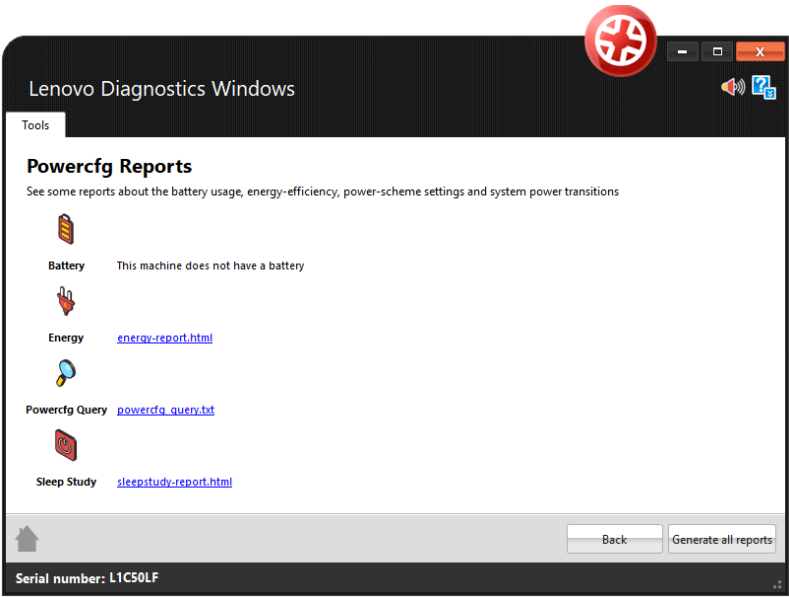 X
Lenovo Diagnostics Windows
Tools
Powercfg Reports
See some reports about the battery usage, energy-efficiency, power-scheme settings and system power transitions
Battery This machine does not have a battery
Energy energy-report.html
Powercfg Query powercfg_query.txt
Sleep Study sleepstudy-report.html
Back Generate all reports
Serial number: L1C50LF